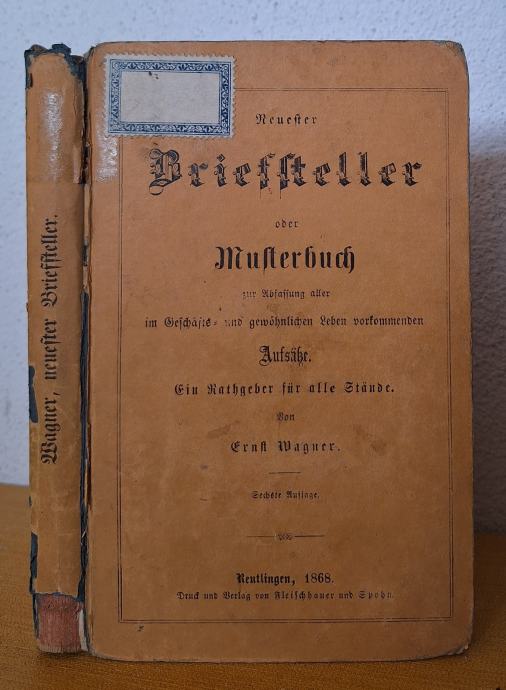 Wagner, neuester Briefsteller.
Neuester
Briefsteller
oder
Musterbuch
zur Abfassung aller
im Geschäfts- und gewöhnlichen Leben vorkommenden
Aufsätze.
Ein Rathgeber für alle Stände.
Von
Ernst Wagner.
Sechste Auflage.
Reutlingen, 1868.
Druck und Verlag von Fleischhauer und Spohn.